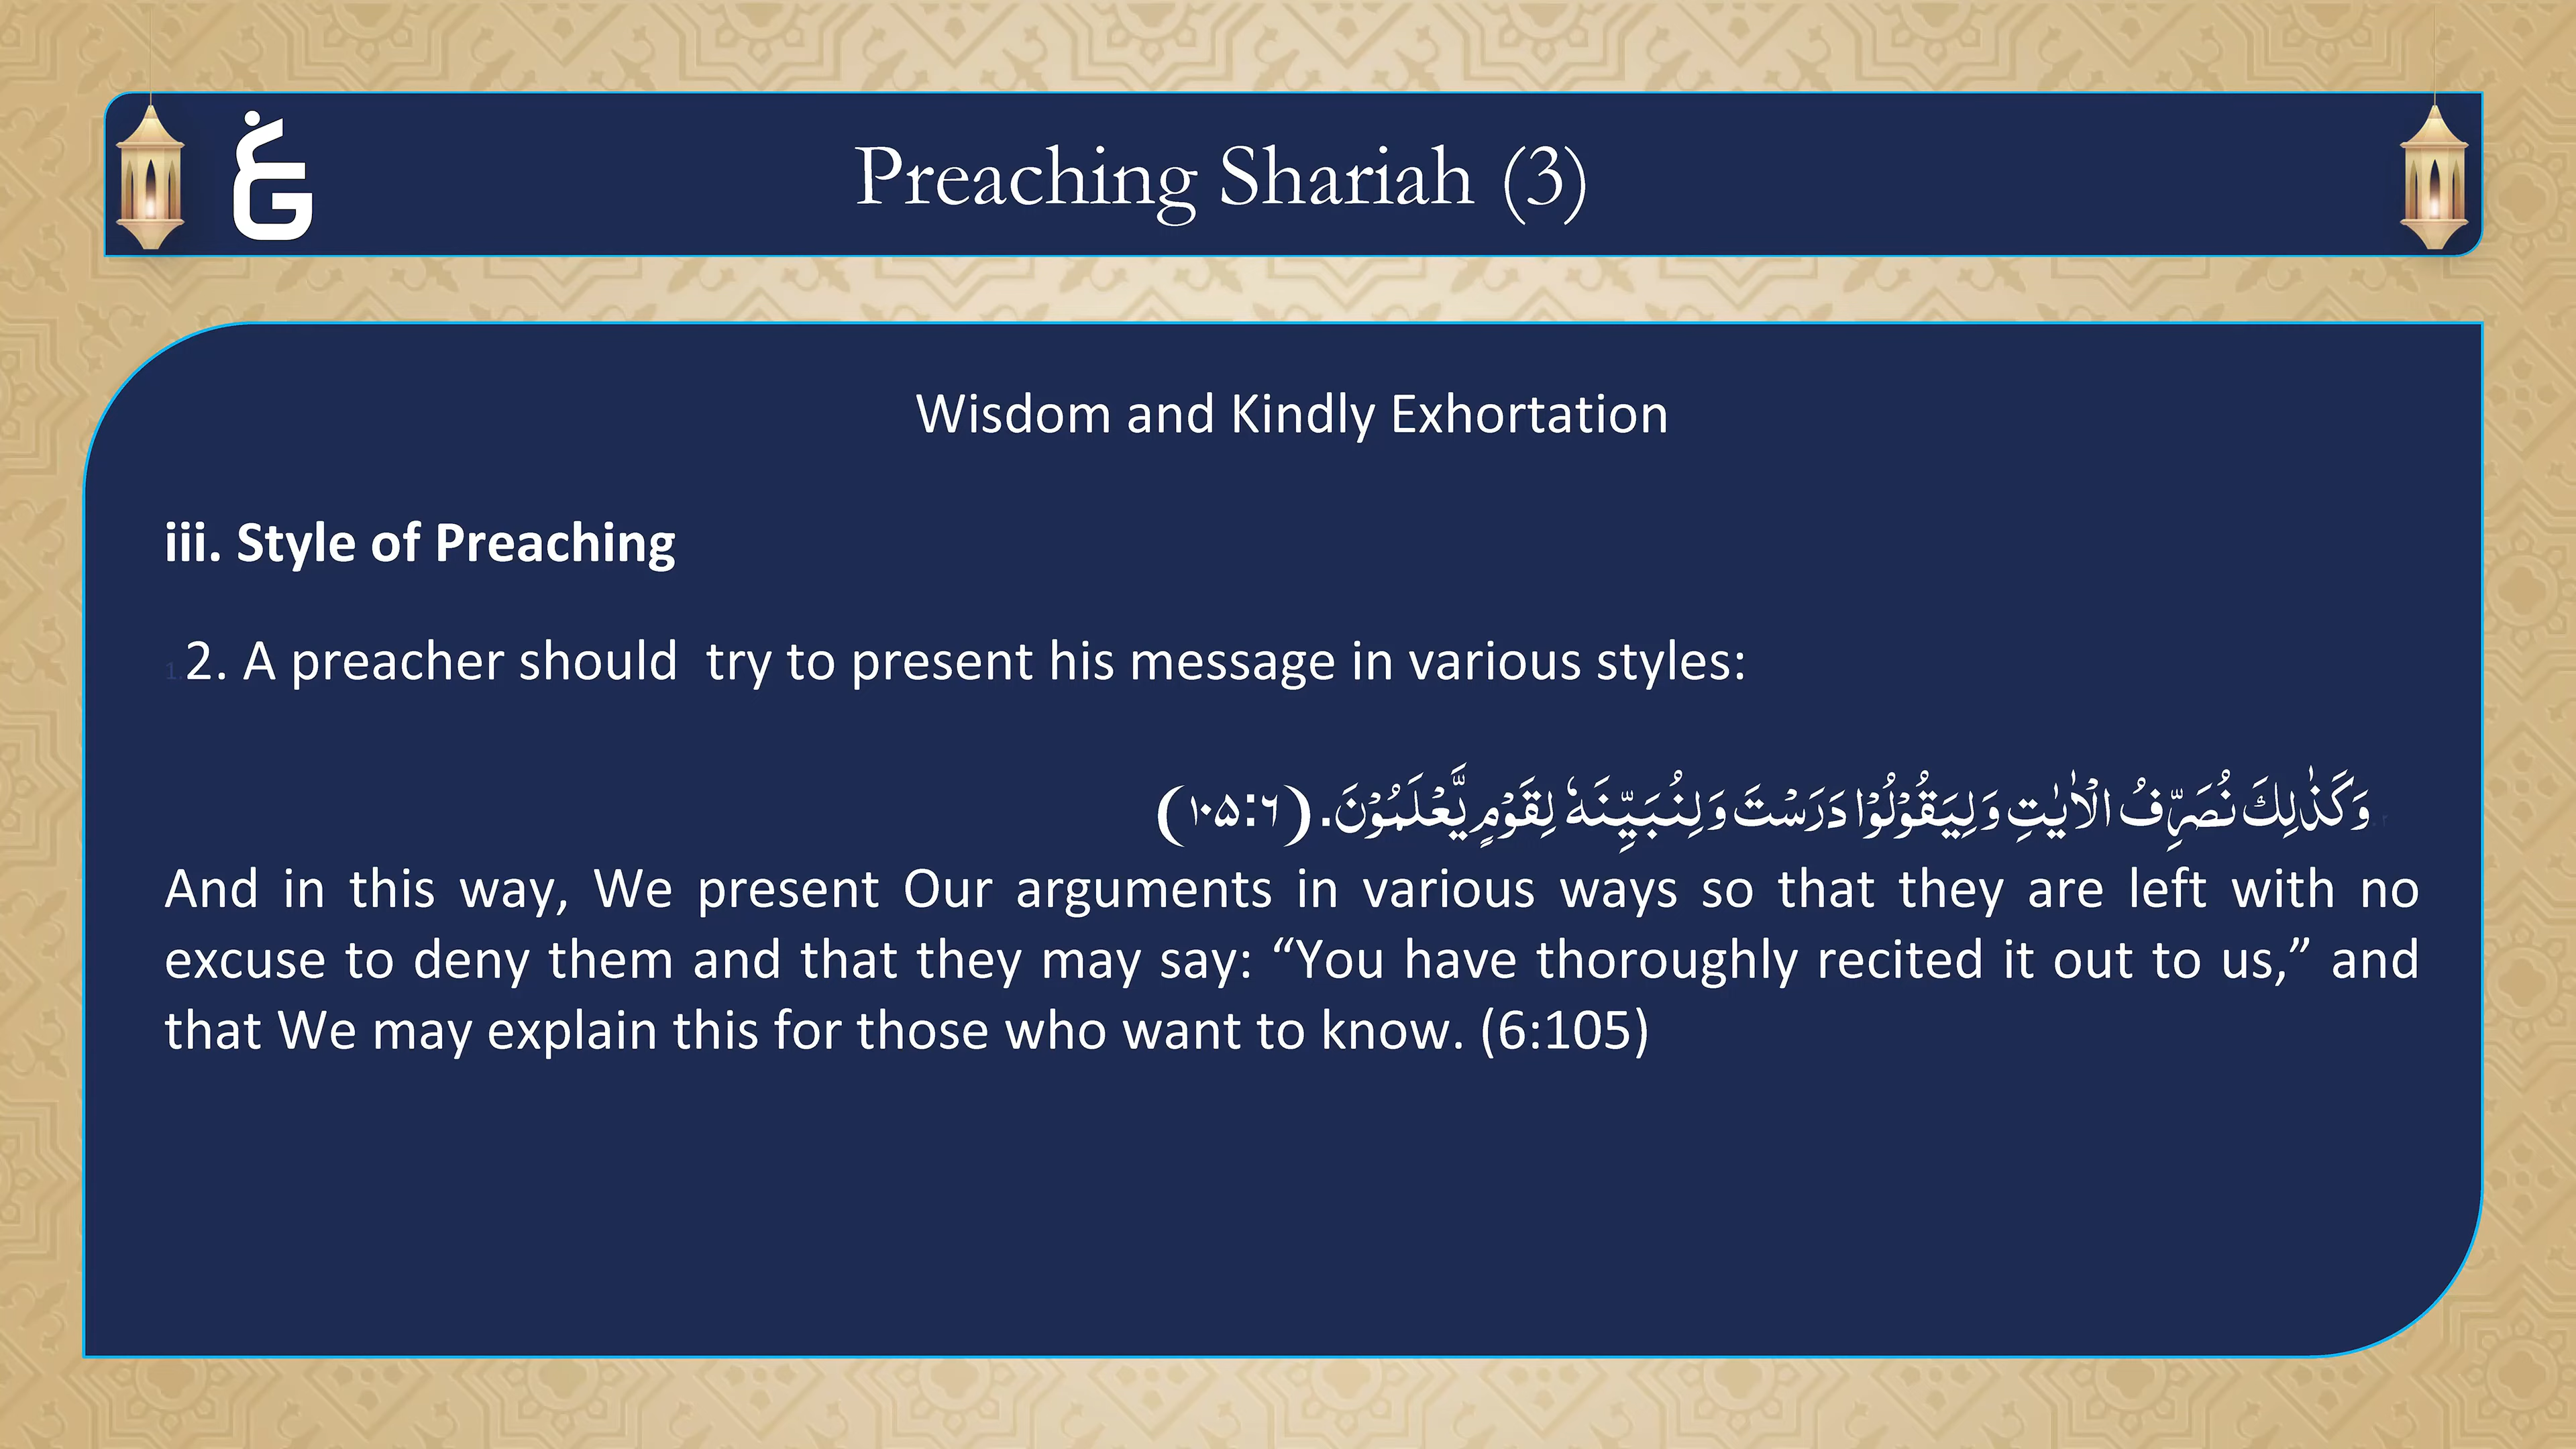 غ
G
Preaching Shariah (3)
Wisdom and Kindly Exhortation
iii. Style of Preaching
1. 2. A preacher should  try to present his message in various styles:
وَكَذٰلِكَ نُصَرِّفُ الْاٰيٰتِ وَلِيَقُوْلُوْا دَرَسْتَ وَلِنُبَيِّنَهٗ لِقَوْمٍ يَّعْلَمُوْنَ. (۶:۱۰۵)
And in this way, We present Our arguments in various ways so that they are left with no
excuse to deny them and that they may say: “You have thoroughly recited it out to us,” and
that We may explain this for those who want to know. (6:105)